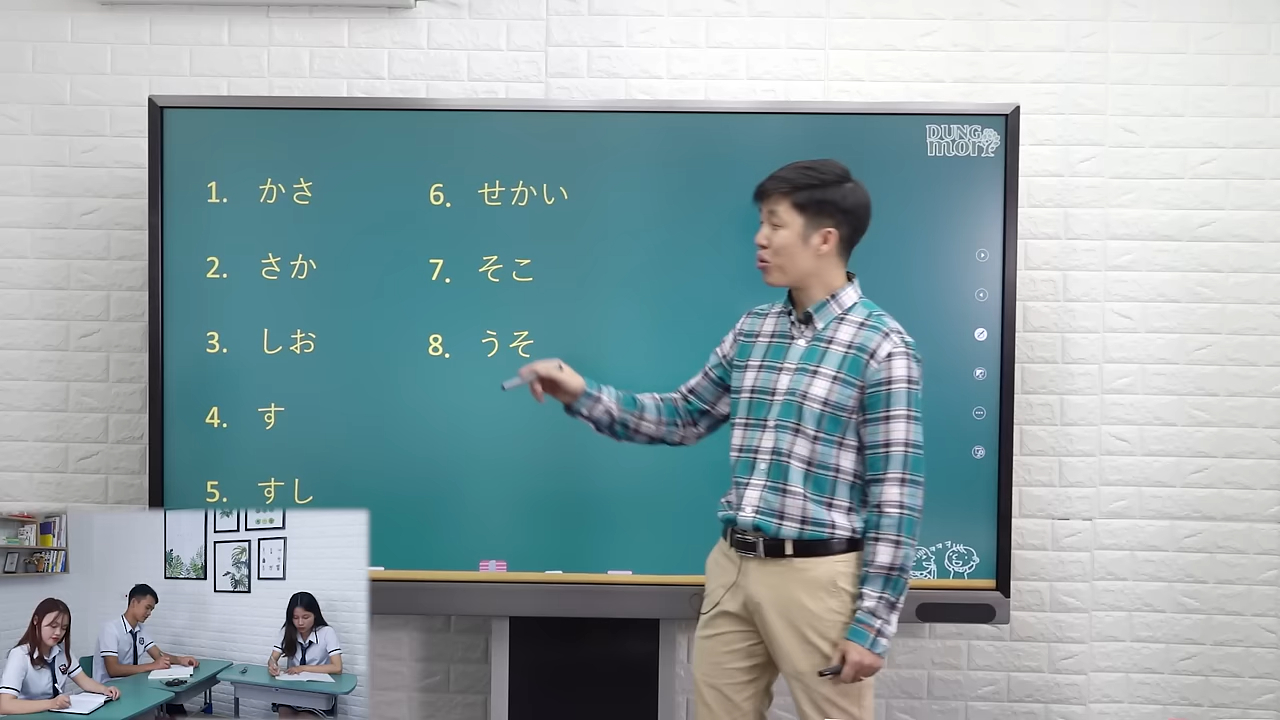 1. かさ
2. さか
3. しお
4. す
5. すし
6. せかい
7. そこ
8. うそ
DUNG
mori